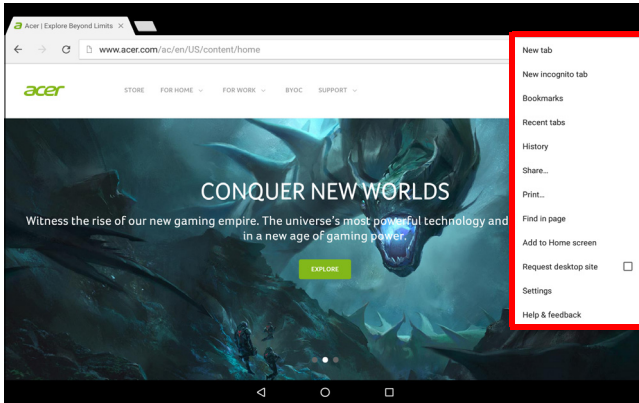 Acer | Explore Beyond Limits
www.acer.com/ac/en/US/content/home
acer
STORE FOR HOME FOR WORK BYOC SUPPORT
CONQUER NEW WORLDS
Witness the rise of our new gaming empire. The universe's most powerful technology and
in a new age of gaming power.
EXPLORE
New tab
New incognito tab
Bookmarks
Recent tabs
History
Share...
Print...
Find in page
Add to Home screen
Request desktop site
Settings
Help & feedback